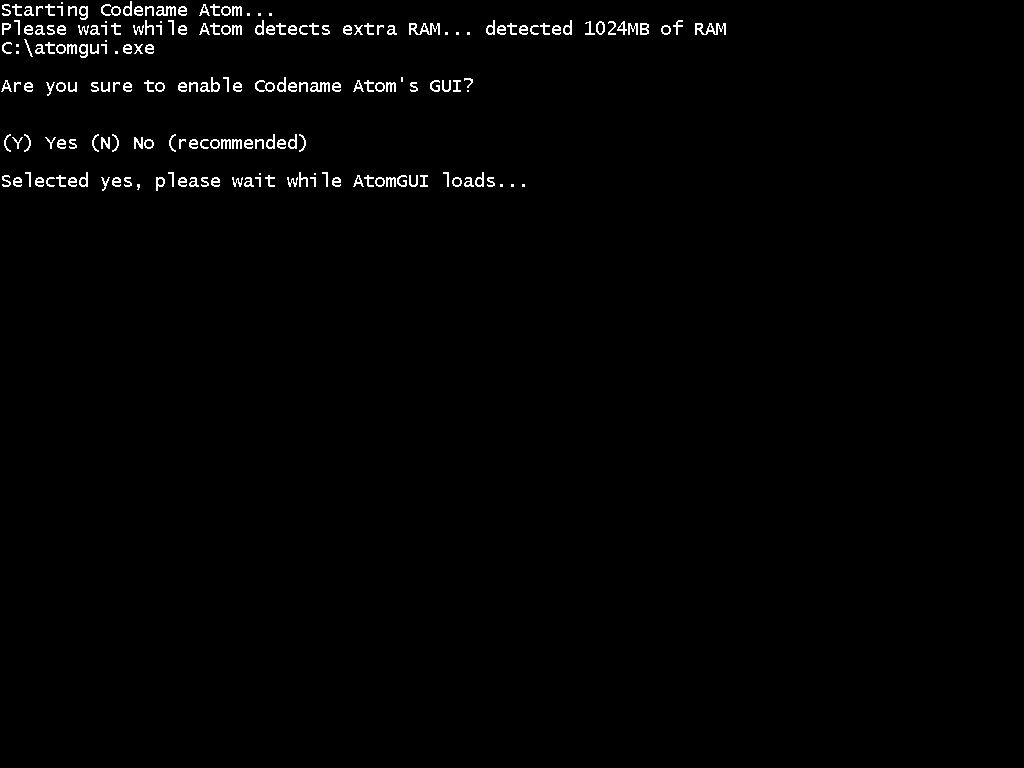 Starting Codename Atom...
Please wait while Atom detects extra RAM... detected 1024MB of RAM
C:\atomgui.exe
Are you sure to enable Codename Atom's GUI?
(Y) Yes (N) No (recommended)
Selected yes, please wait while AtomGUI loads...